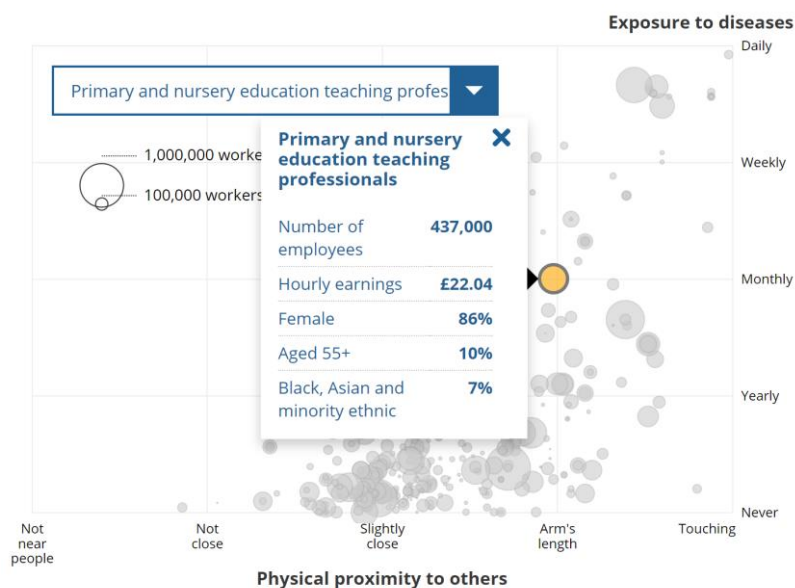 Exposure to diseases
Daily
Primary and nursery education teaching profes
Primary and nursery
education teaching
professionals
1,000,000 worke
Weekly
100,000 workers
Number of
employees
437,000
Hourly earnings
£22.04
Monthly
Female
86%
Aged 55+
10%
Black, Asian and
minority ethnic
7%
Yearly
Never
Not
near
people
Not
close
Slightly
close
Arm's
length
Touching
Physical proximity to others